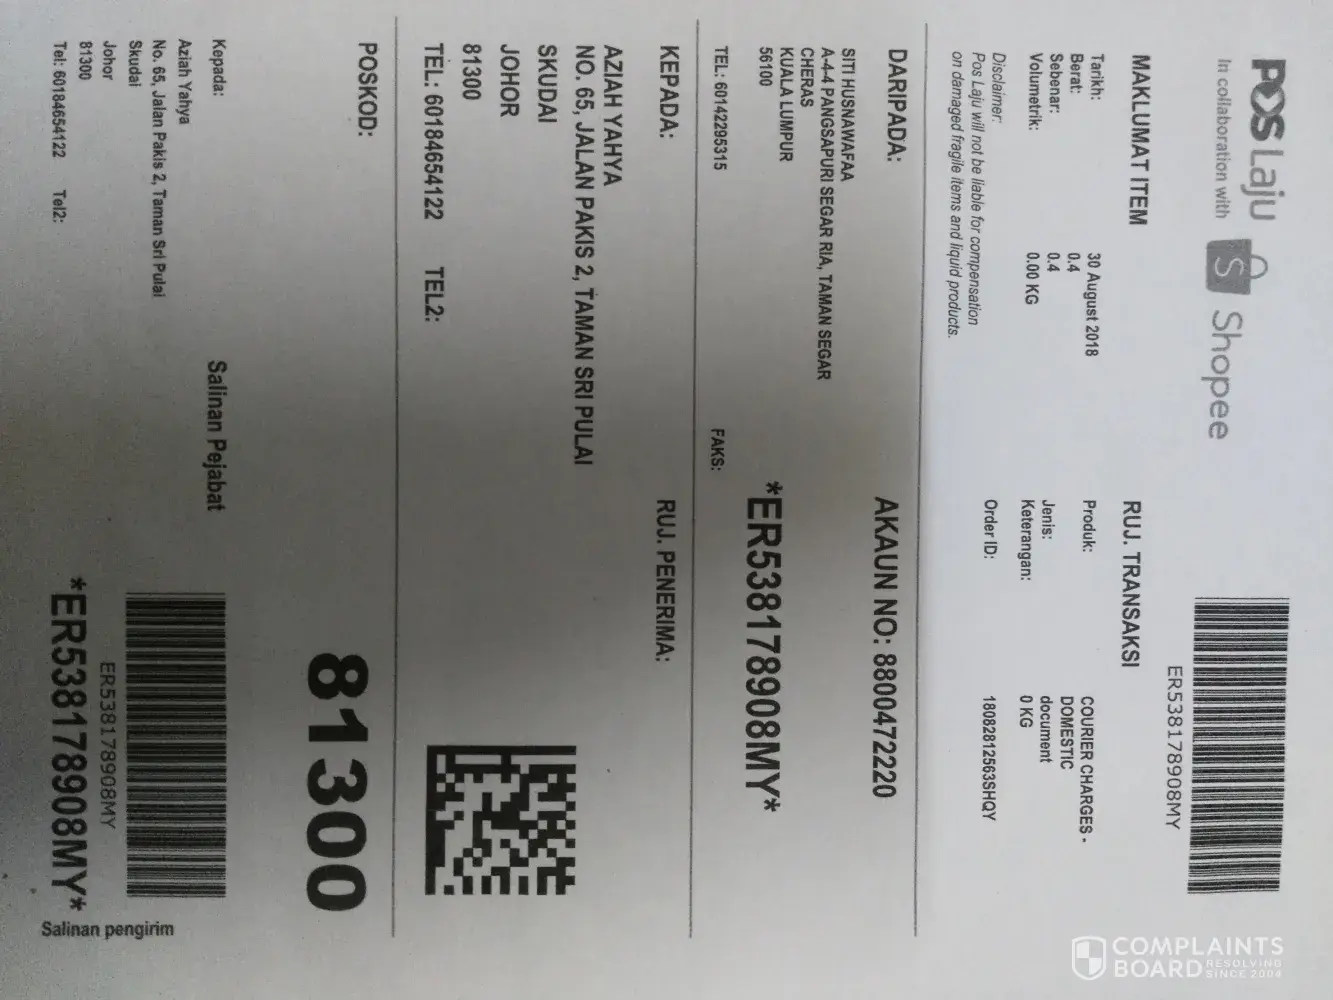 POS Laju
In collaboration with
Shopee
ER538178908MY
MAKLUMAT ITEM
Tarikh: 30 August 2018
Berat: 0.4
Sebenar: 0.4
Volumetrik: 0.00 KG
Disclaimer:
Pos Laju will not be liable for compensation
on damaged fragile items and liquid products.
RUJ. TRANSAKSI
Produk: COURIER CHARGES -
DOMESTIC
Jenis: document
Keterangan: 0 KG
Order ID: 18082812563SHQY
DARIPADA:
AKAUN NO: 8800472220
SITI HUSNAWAFAA
A-4-4 PANGSAPURI SEGAR RIA, TAMAN SEGAR
CHERAS
KUALA LUMPUR
56100
TEL: 60142295315
FAKS:
*ER538178908MY*
KEPADA:
RUJ. PENERIMA:
AZIAH YAHYA
NO. 65, JALAN PAKIS 2, TAMAN SRI PULAI
SKUDAI
JOHOR
81300
TEL: 60184654122 TEL2:
POSKOD:
81300
Salinan Pejabat
Kepada:
Aziah Yahya
No. 65, Jalan Pakis 2, Taman Sri Pulai
Skudai
Johor
81300
Tel: 60184654122 Tel2:
ER538178908MY
*ER538178908MY*
Salinan pengirim
COMPLAINTS
BOARD RESOLVING
SINCE 2004